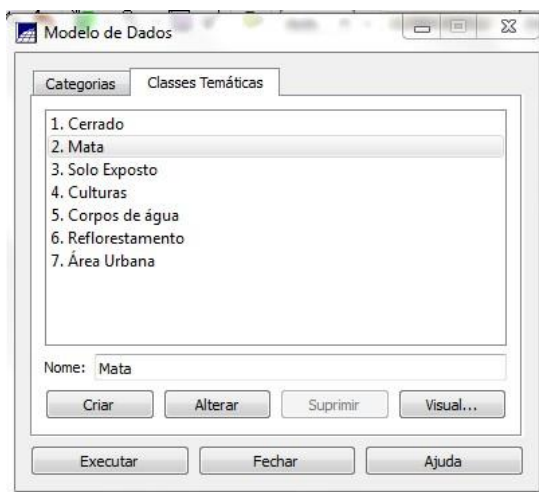 Modelo de Dados
Categorias Classes Temáticas
1. Cerrado
2. Mata
3. Solo Exposto
4. Culturas
5. Corpos de água
6. Reflorestamento
7. Área Urbana
Nome: Mata
Criar Alterar Suprimir Visual...
Executar Fechar Ajuda